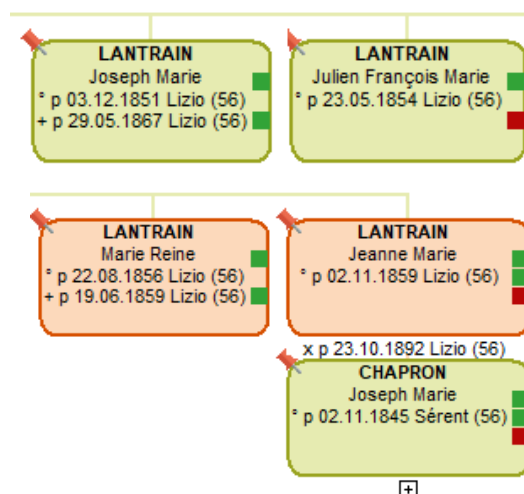 LANTRAIN
Joseph Marie
° p 03.12.1851 Lizio (56)
+ p 29.05.1867 Lizio (56)
LANTRAIN
Julien François Marie
° p 23.05.1854 Lizio (56)
LANTRAIN
Marie Reine
° p 22.08.1856 Lizio (56)
+ p 19.06.1859 Lizio (56)
LANTRAIN
Jeanne Marie
° p 02.11.1859 Lizio (56)
x p 23.10.1892 Lizio (56)
CHAPRON
Joseph Marie
° p 02.11.1845 Sérent (56)